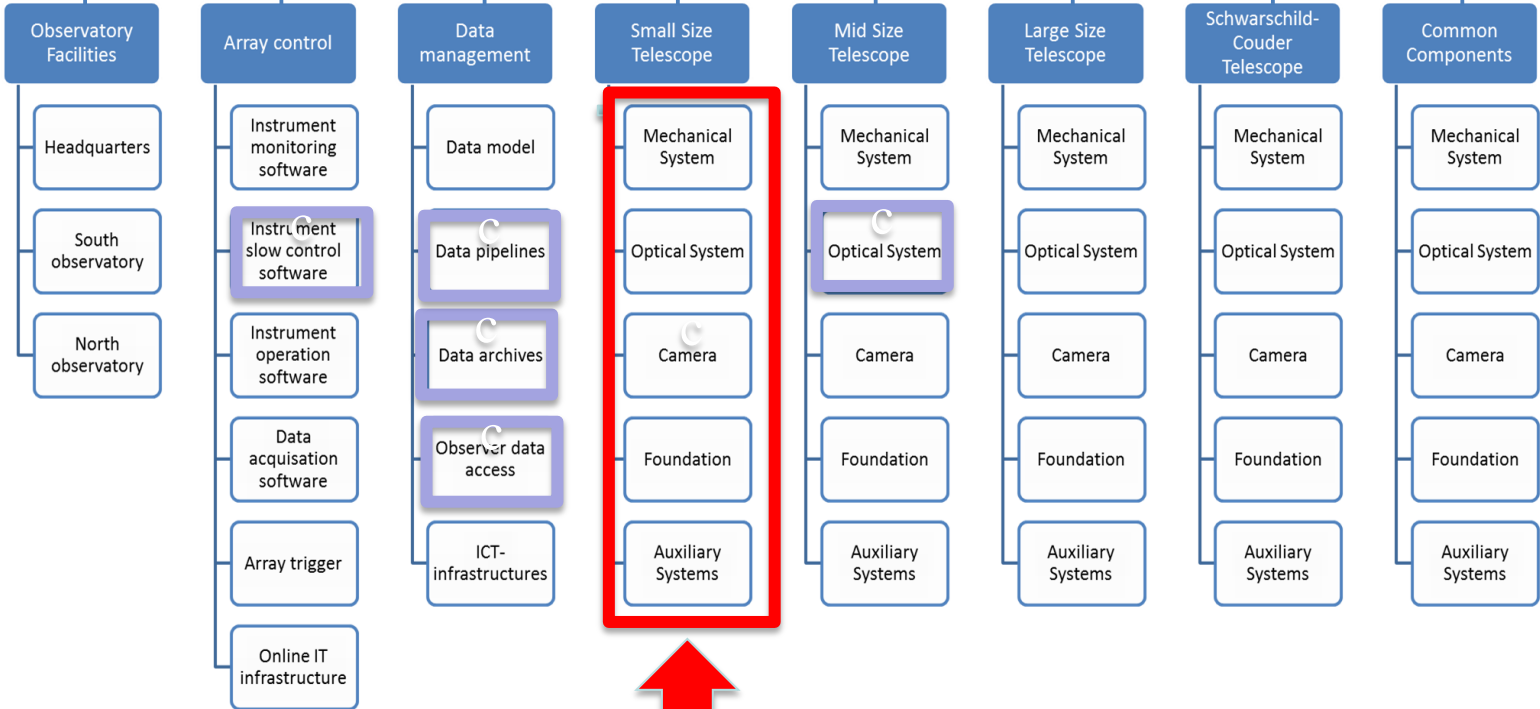 Observatory
Facilities
Array control
Data
management
Small Size
Telescope
Mid Size
Telescope
Large Size
Telescope
Schwarschild-
Couder
Telescope
Common
Components
Headquarters
South
observatory
North
observatory
Instrument
monitoring
software
c
Instrument
slow control
software
Instrument
operation
software
Data
acquisation
software
Array trigger
Online IT
infrastructure
Data model
c
Data pipelines
c
Data archives
c
Observer data
access
ICT-
infrastructures
Mechanical
System
Optical System
c
Camera
Foundation
Auxiliary
Systems
Mechanical
System
c
Optical System
Camera
Foundation
Auxiliary
Systems
Mechanical
System
Optical System
Camera
Foundation
Auxiliary
Systems
Mechanical
System
Optical System
Camera
Foundation
Auxiliary
Systems
Mechanical
System
Optical System
Camera
Foundation
Auxiliary
Systems